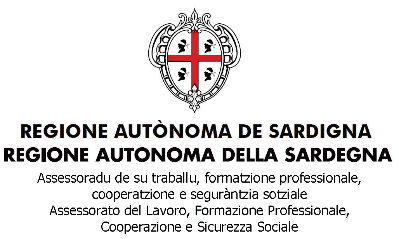 REGIONE AUTÒNOMA DE SARDIGNA
REGIONE AUTONOMA DELLA SARDEGNA
Assessoradu de su traballu, formatzione professionale,
cooperatzione e seguràntzia sotziale
Assessorato del Lavoro, Formazione Professionale,
Cooperazione e Sicurezza Sociale